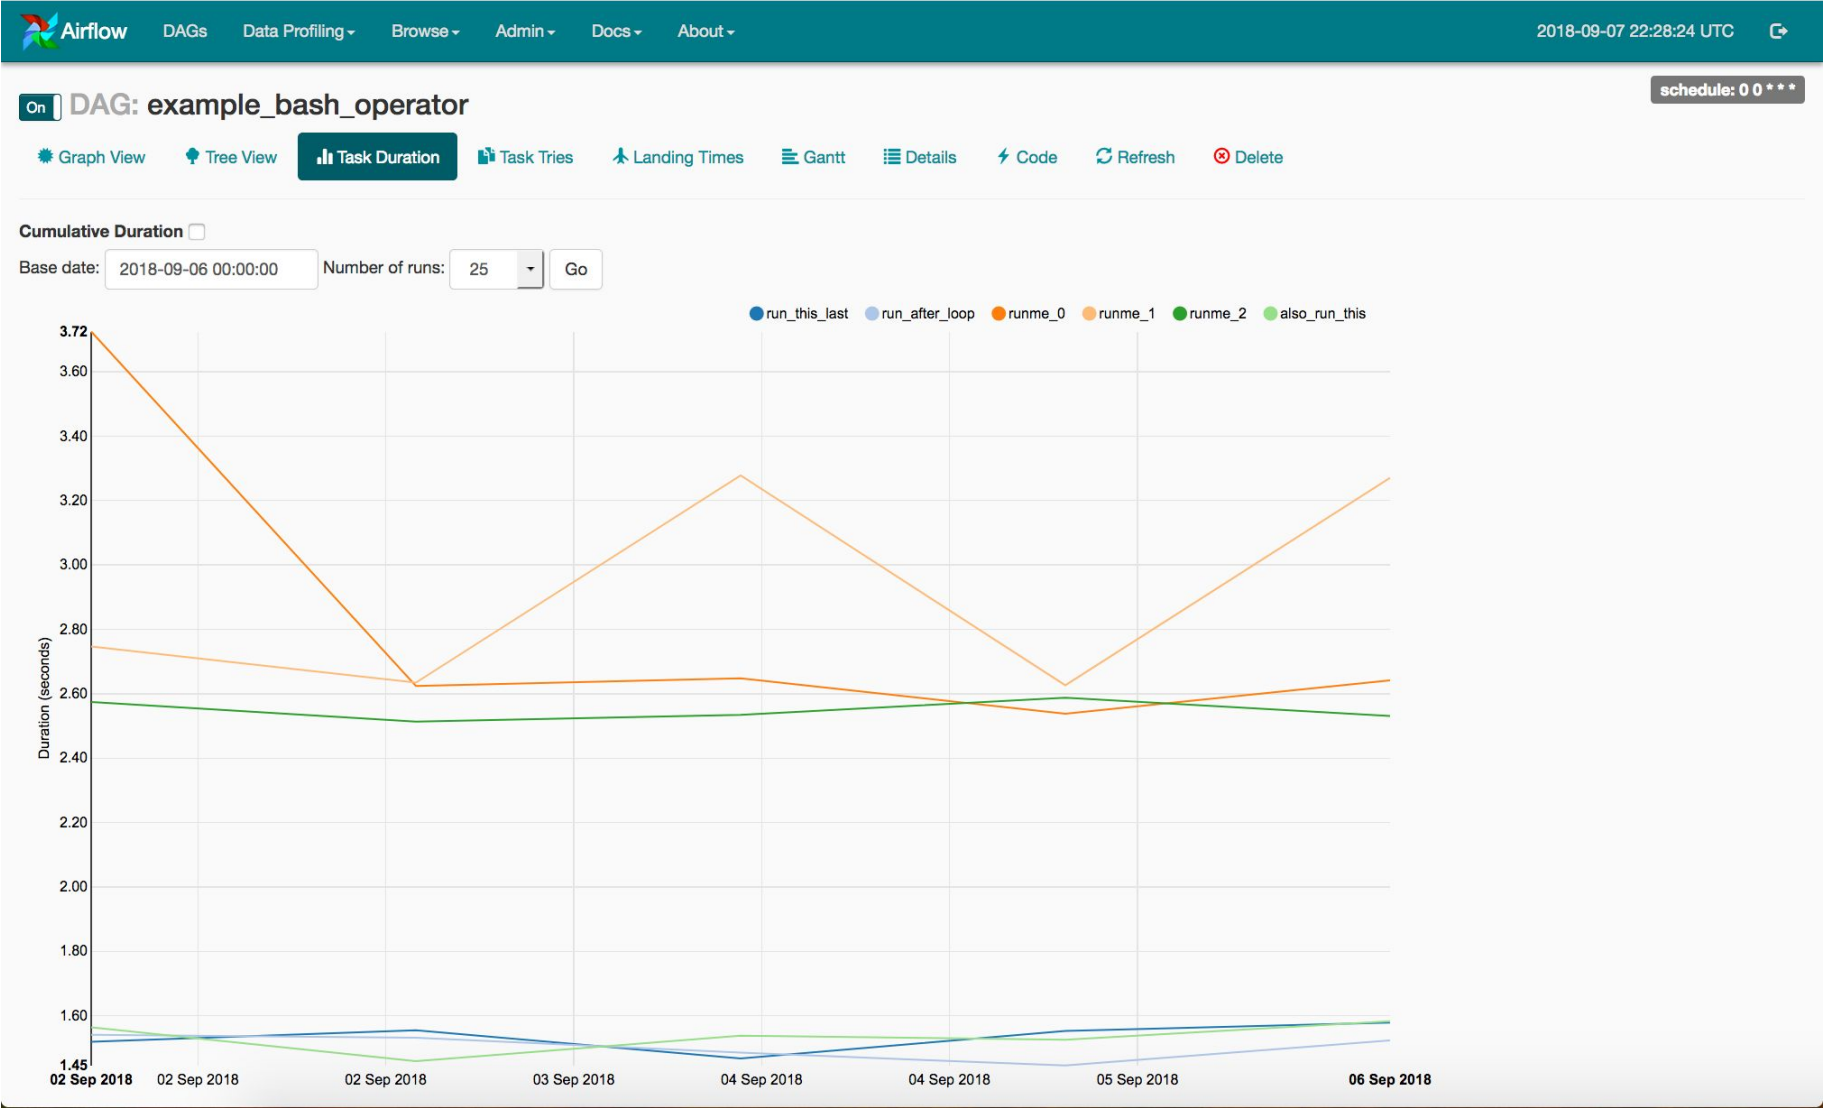 Airflow DAGs Data Profiling Browse Admin Docs About 2018-09-07 22:28:24 UTC
schedule: 0 0 * * *
On DAG: example_bash_operator
Graph View Tree View Task Duration Task Tries Landing Times Gantt Details Code Refresh Delete
Cumulative Duration
Base date: 2018-09-06 00:00:00 Number of runs: 25 Go
run_this_last run_after_loop runme_0 runme_1 runme_2 also_run_this
3.72
3.60
3.40
3.20
3.00
2.80
2.60
2.40
2.20
2.00
1.80
1.60
1.45
Duration (seconds)
02 Sep 2018 02 Sep 2018 02 Sep 2018 03 Sep 2018 04 Sep 2018 04 Sep 2018 05 Sep 2018 06 Sep 2018